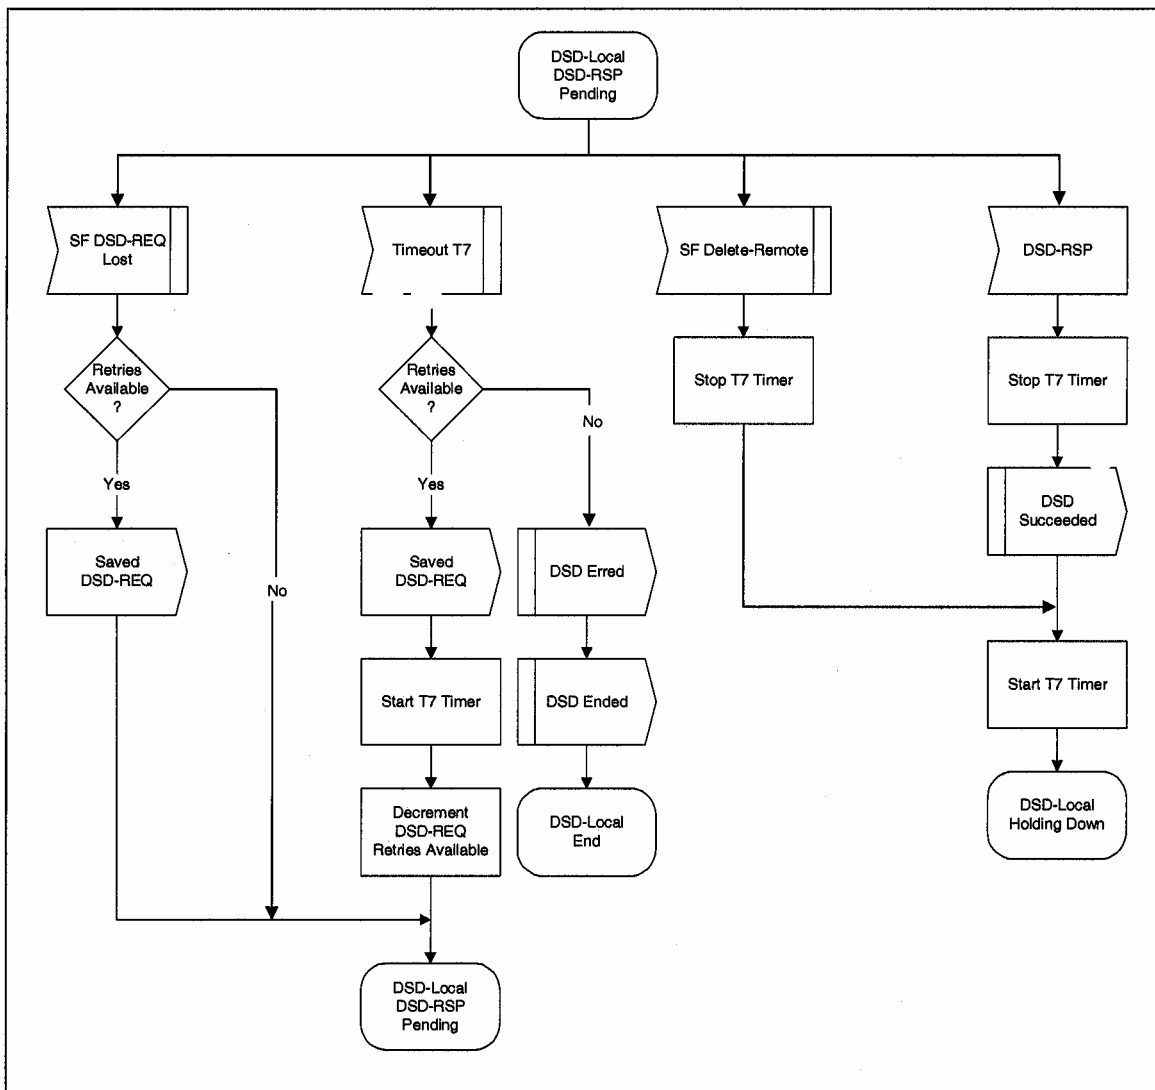 DSD-Local
DSD-RSP
Pending
SF DSD-REQ
Lost
Timeout T7
SF Delete-Remote
DSD-RSP
Retries
Available
?
Retries
Available
?
Stop T7 Timer
Stop T7 Timer
No
Yes
Yes
DSD
Succeeded
Saved
DSD-REQ
No
Saved
DSD-REQ
DSD Erred
Start T7 Timer
DSD Ended
Start T7 Timer
Decrement
DSD-REQ
Retries Available
DSD-Local
End
DSD-Local
Holding Down
DSD-Local
DSD-RSP
Pending